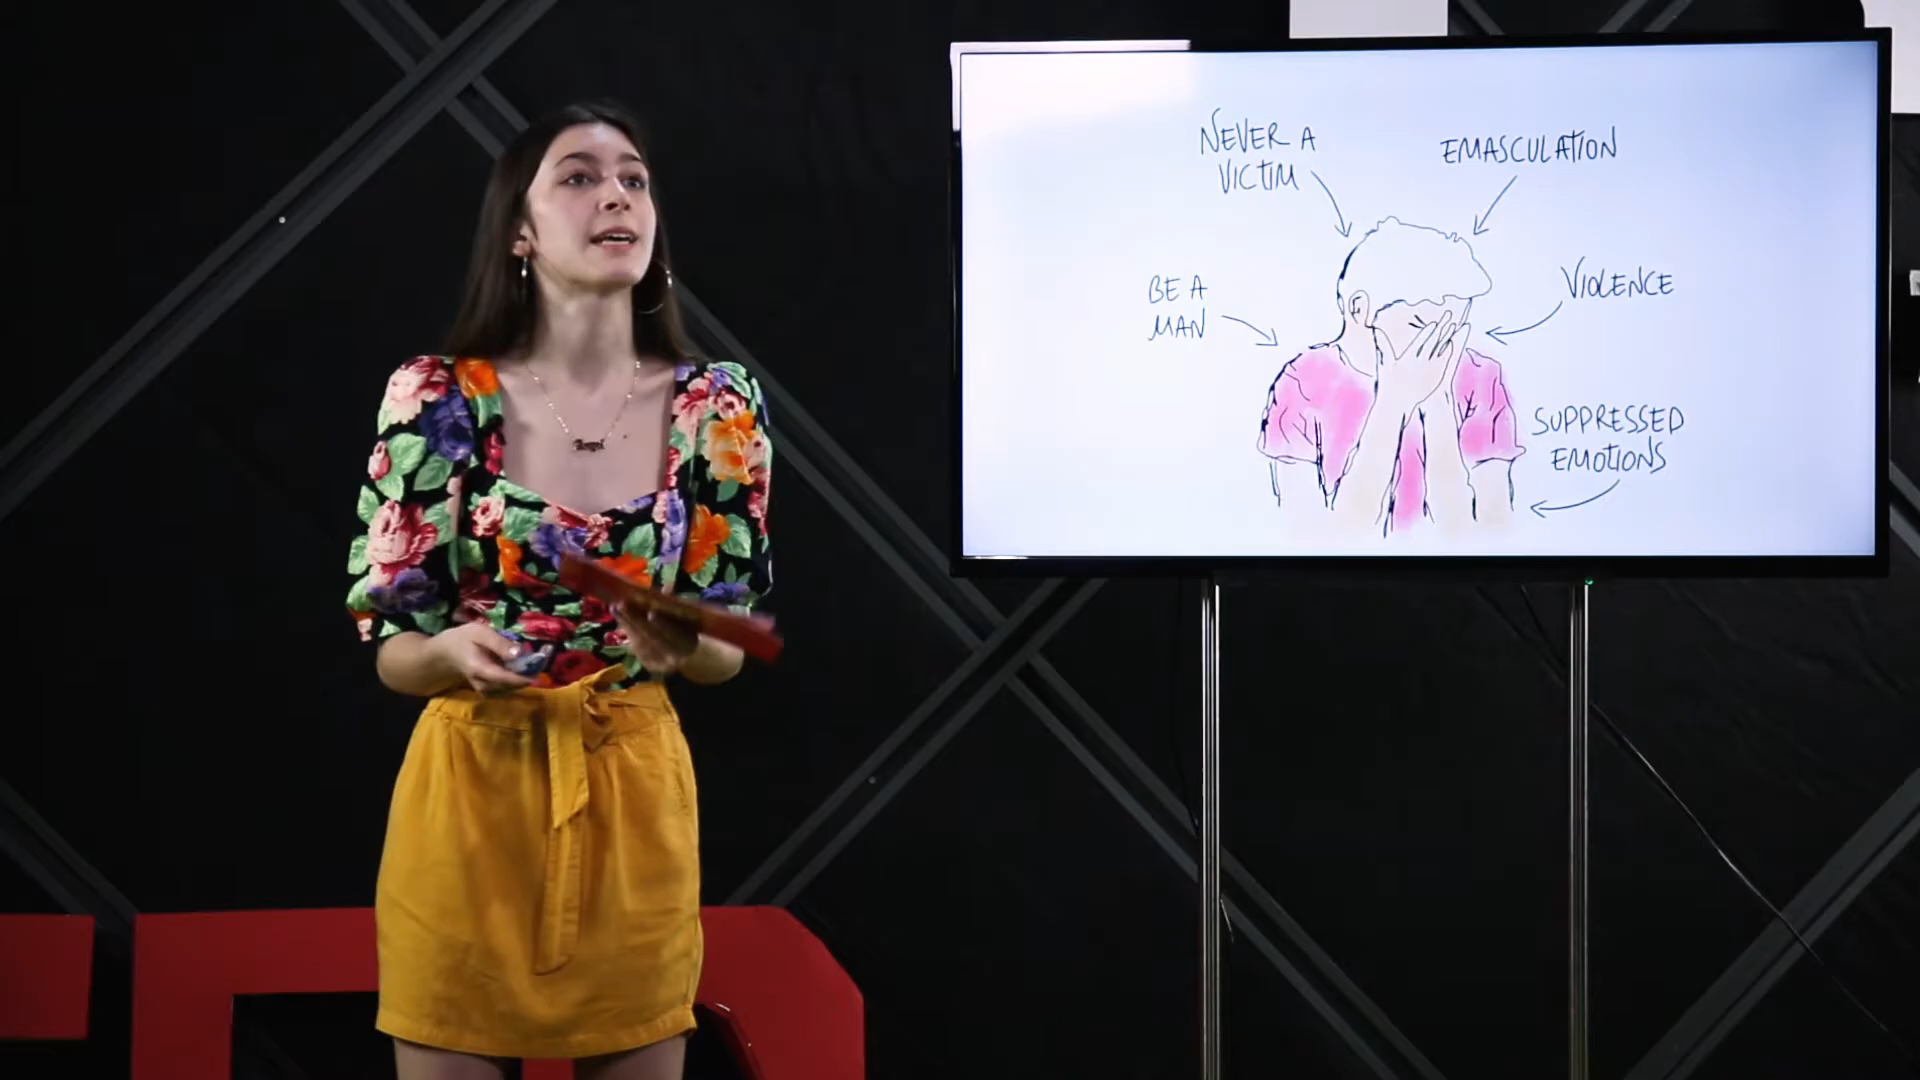 NEVER A
VICTIM
EMASCULATION
BE A
MAN
VIOLENCE
SUPPRESSED
EMOTIONS